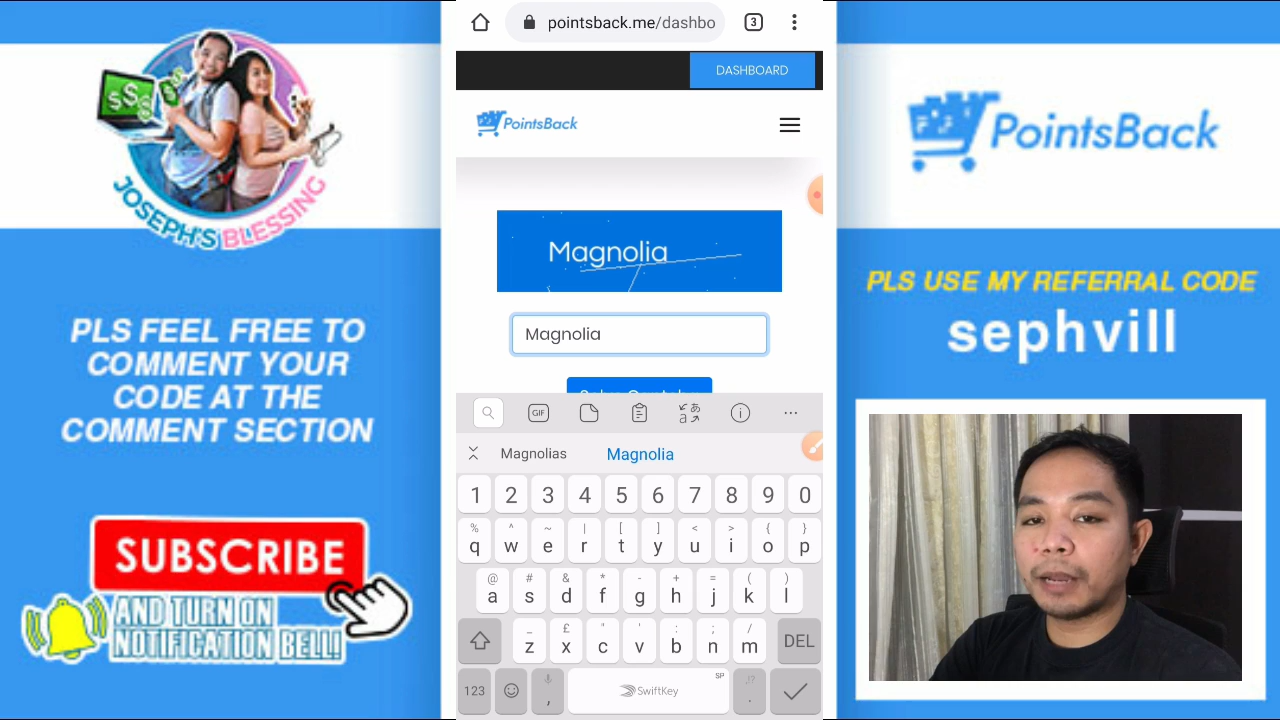 JOSEPH'S BLESSING
PLS FEEL FREE TO
COMMENT YOUR
CODE AT THE
COMMENT SECTION
SUBSCRIBE
AND TURN ON
NOTIFICATION BELL!!
pointsback.me/dashbo
3
DASHBOARD
PointsBack
Magnolia
Magnolia
GIF
Magnolias
Magnolia
1 2 3 4 5 6 7 8 9 0
% ^ ~ | [ ] < > { }
q w e r t y u i o p
@ # & * - + = ( )
a s d f g h j k l
_ £ " ' : ; /
z x c v b n m
DEL
123
,
SwiftKey
SP
,!?
.
PointsBack
PLS USE MY REFERRAL CODE
sephvill